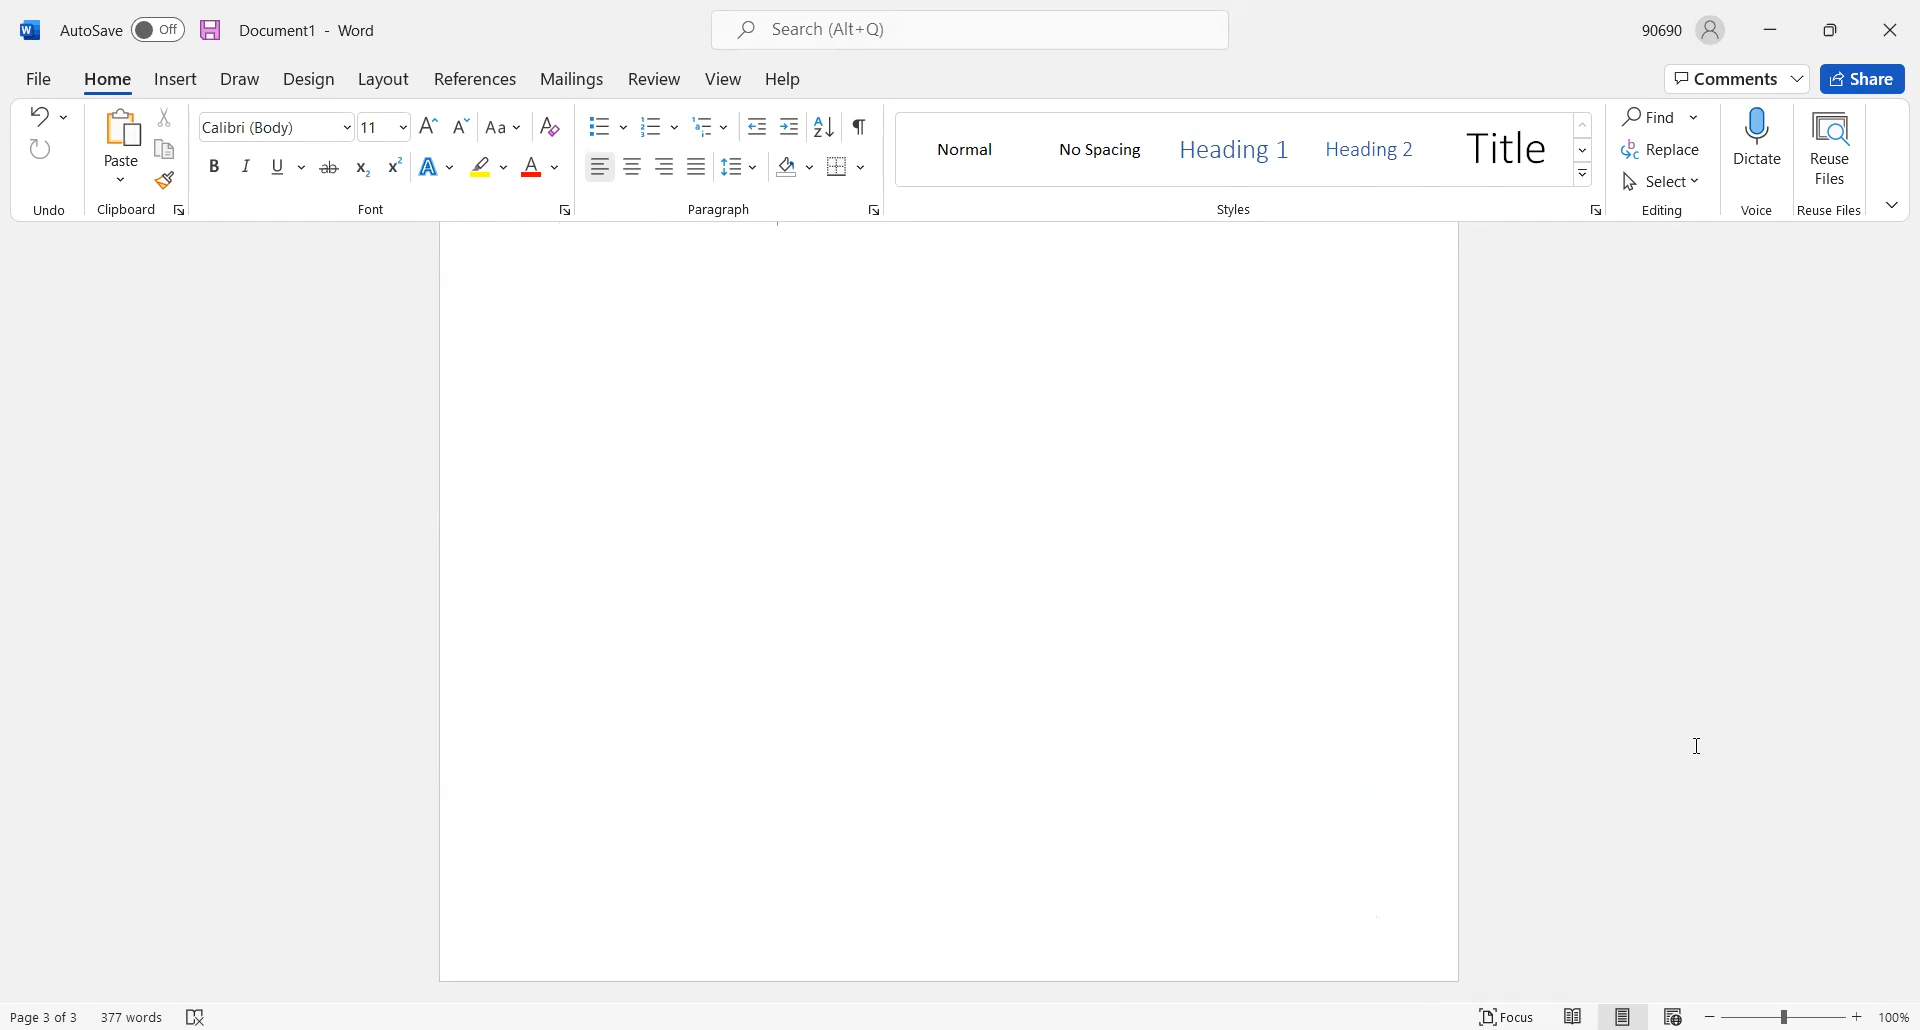 AutoSave Off Document1 - Word Search (Alt+Q) 90690
File Home Insert Draw Design Layout References Mailings Review View Help Comments Share
Paste
Calibri (Body) 11
Normal
No Spacing
Heading 1
Heading 2
Title
Find
Replace
Select
Dictate
Reuse
Files
Undo Clipboard Font Paragraph Styles Editing Voice Reuse Files
Page 3 of 3 377 words Focus 100%